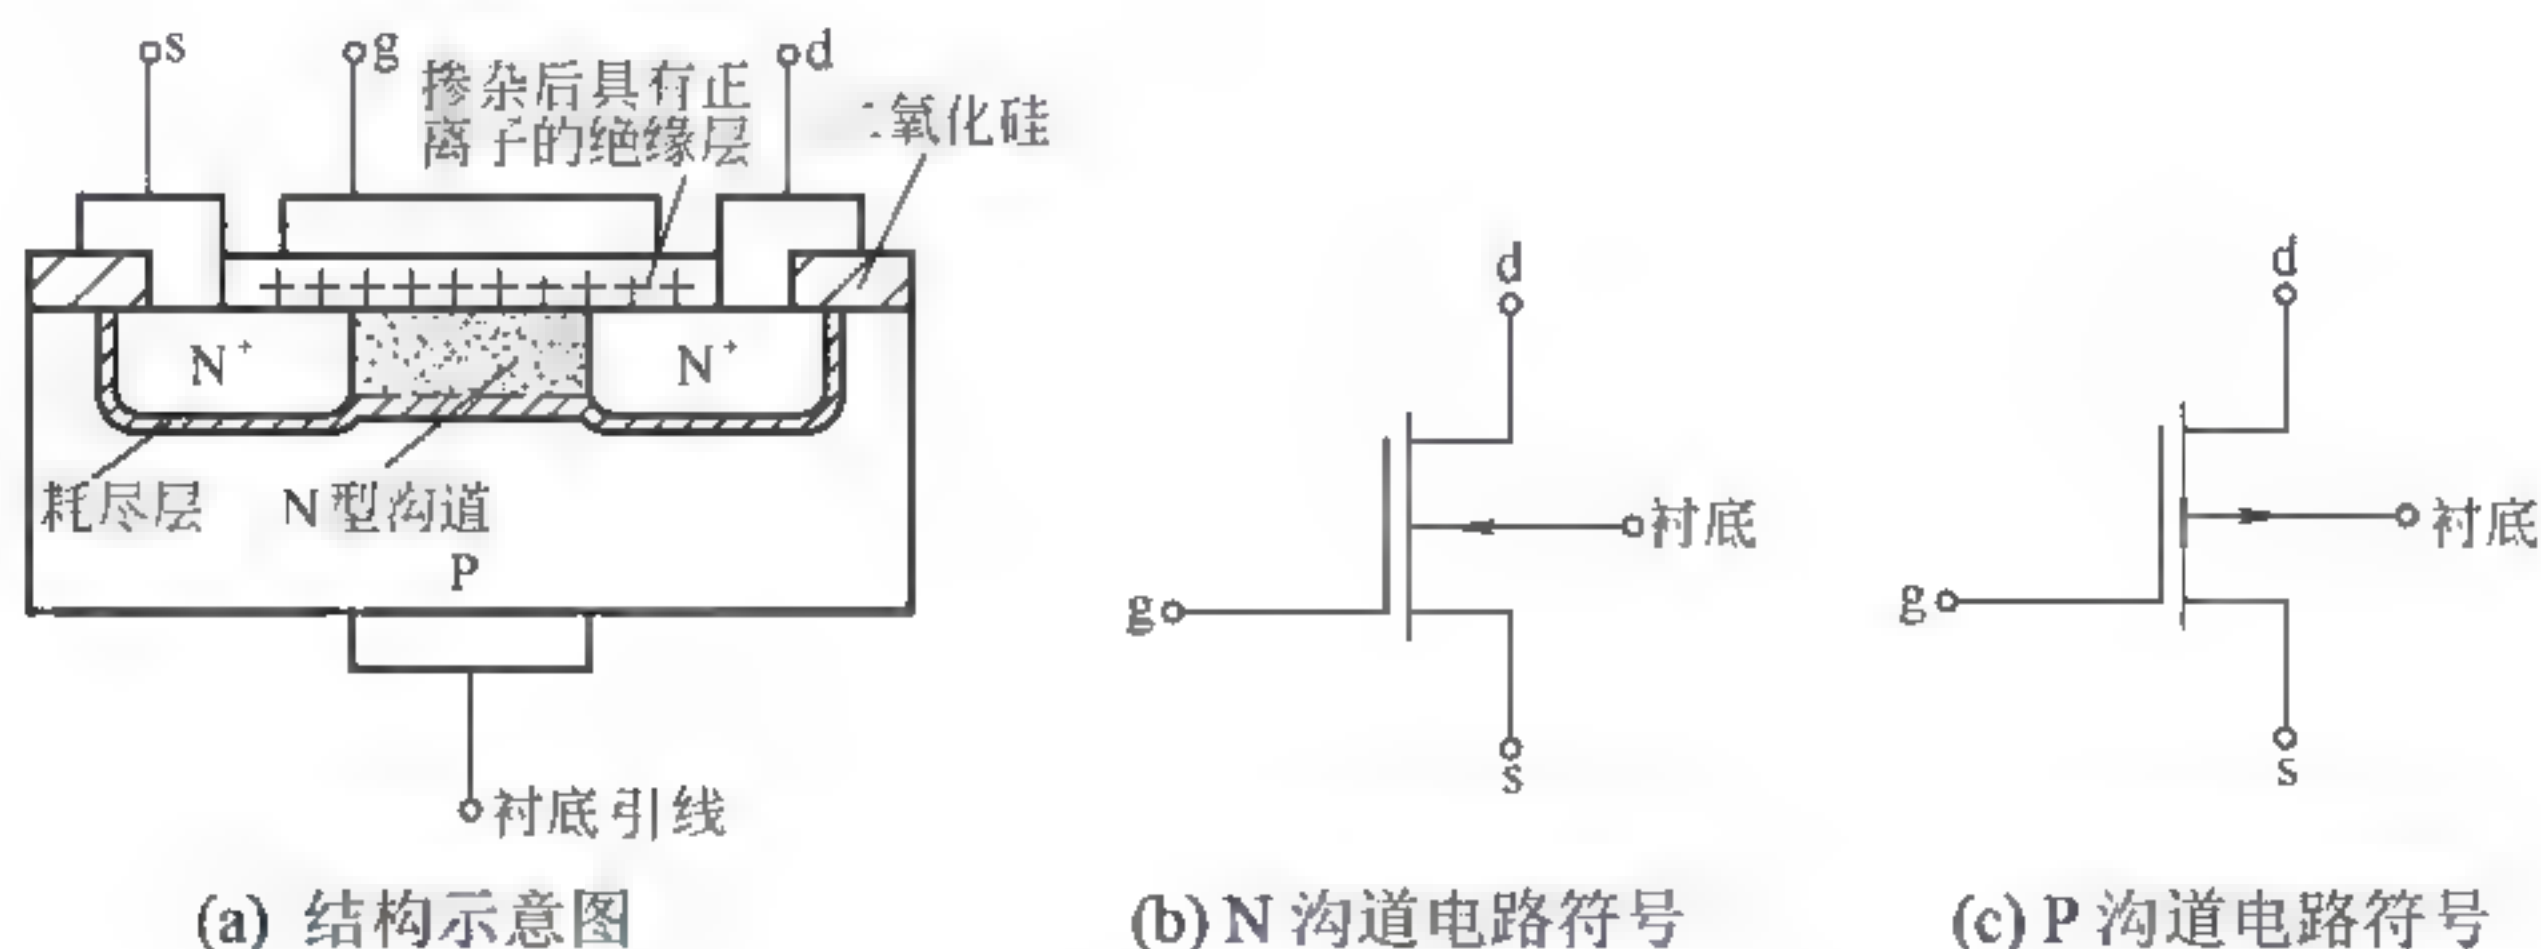 s
g
d
掺杂后具有正
离子的绝缘层
二氧化硅
N⁺
N⁺
耗尽层
N型沟道
P
衬底引线
(a) 结构示意图
d
衬底
g
s
(b) N 沟道电路符号
d
衬底
g
s
(c) P 沟道电路符号